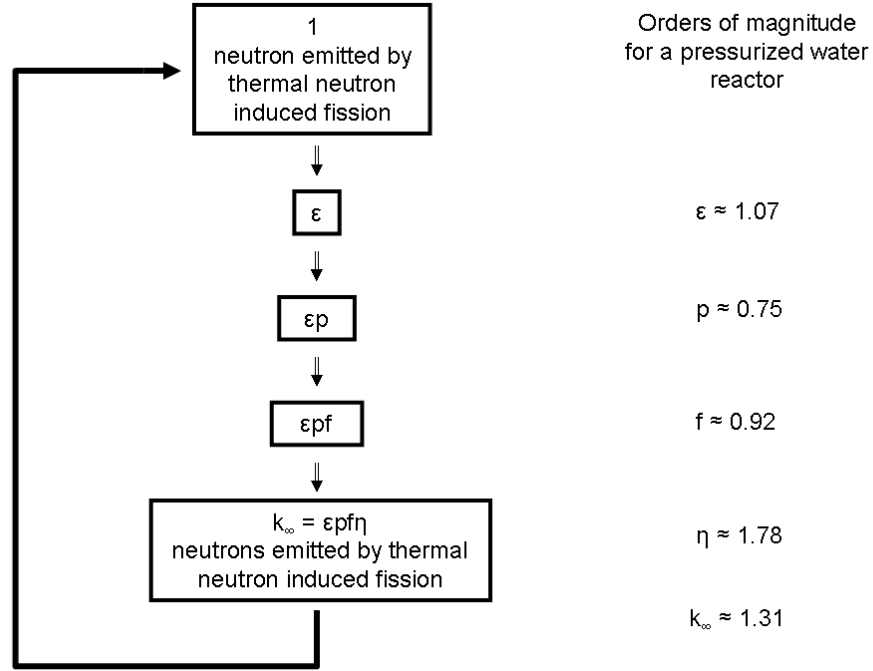 1
neutron emitted by
thermal neutron
induced fission
Orders of magnitude
for a pressurized water
reactor
ε
ε ≈ 1.07
εp
p ≈ 0.75
εpf
f ≈ 0.92
k∞ = εpfη
neutrons emitted by thermal
neutron induced fission
η ≈ 1.78
k∞ ≈ 1.31